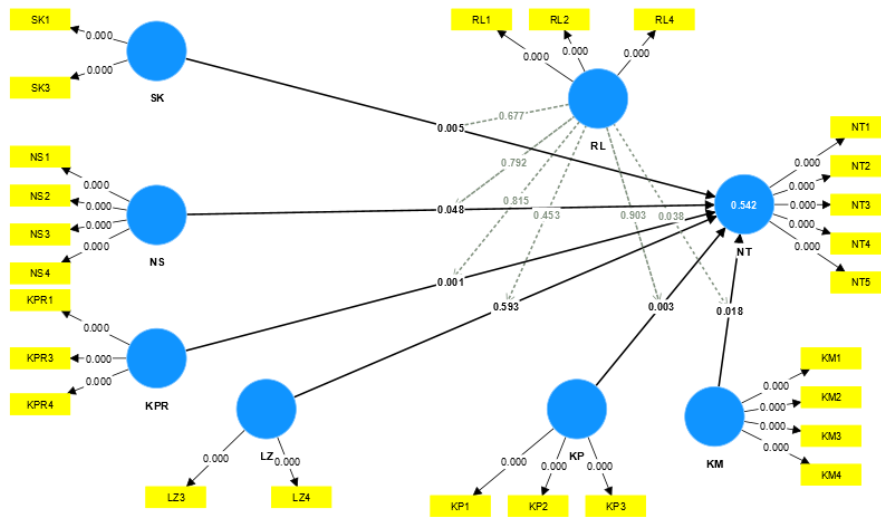 SK1
0.000
0.000
SK3
SK
RL1
RL2
RL4
0.000
0.000
0.000
RL
0.677
0.005
0.792
0.815
0.453
0.903
0.038
NS1
0.000
NS2
0.000
NS3
0.000
NS4
0.000
NS
0.048
NT1
0.000
NT2
0.000
NT3
0.000
NT4
0.000
NT5
0.000
0.542
NT
KPR1
0.000
KPR3
0.000
KPR4
0.000
KPR
0.001
0.593
0.003
0.018
LZ
0.000
0.000
LZ3
LZ4
KP
0.000
0.000
0.000
KP1
KP2
KP3
KM
KM1
0.000
KM2
0.000
KM3
0.000
KM4
0.000